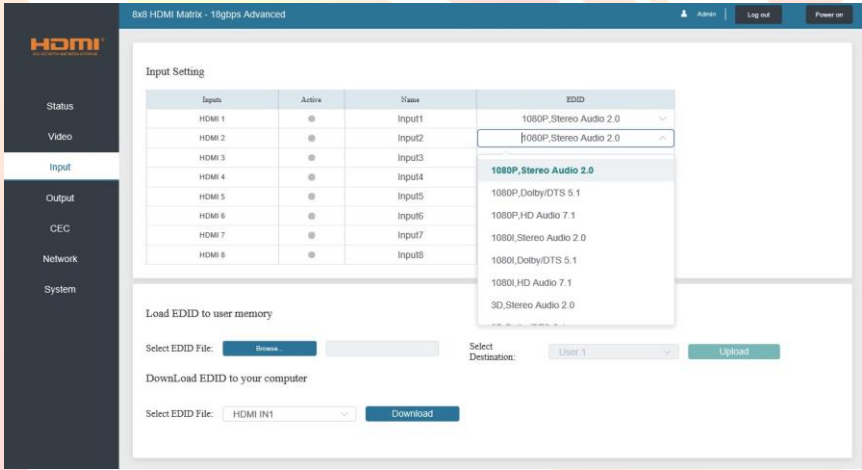 8x8 HDMI Matrix - 18gbps Advanced
Admin
Log out
Power on
HDMI
Status
Video
Input
Output
CEC
Network
System
Input Setting
Inputs Active Name EDID
HDMI 1 Input1 1080P,Stereo Audio 2.0
HDMI 2 Input2 1080P,Stereo Audio 2.0
HDMI 3 Input3
HDMI 4 Input4
HDMI 5 Input5
HDMI 6 Input6
HDMI 7 Input7
HDMI 8 Input8
1080P,Stereo Audio 2.0
1080P,Dolby/DTS 5.1
1080P,HD Audio 7.1
1080I,Stereo Audio 2.0
1080I,Dolby/DTS 5.1
1080I,HD Audio 7.1
3D,Stereo Audio 2.0
Load EDID to user memory
Select EDID File: Browse...
Select
Destination: User 1
Upload
DownLoad EDID to your computer
Select EDID File: HDMI IN1
Download